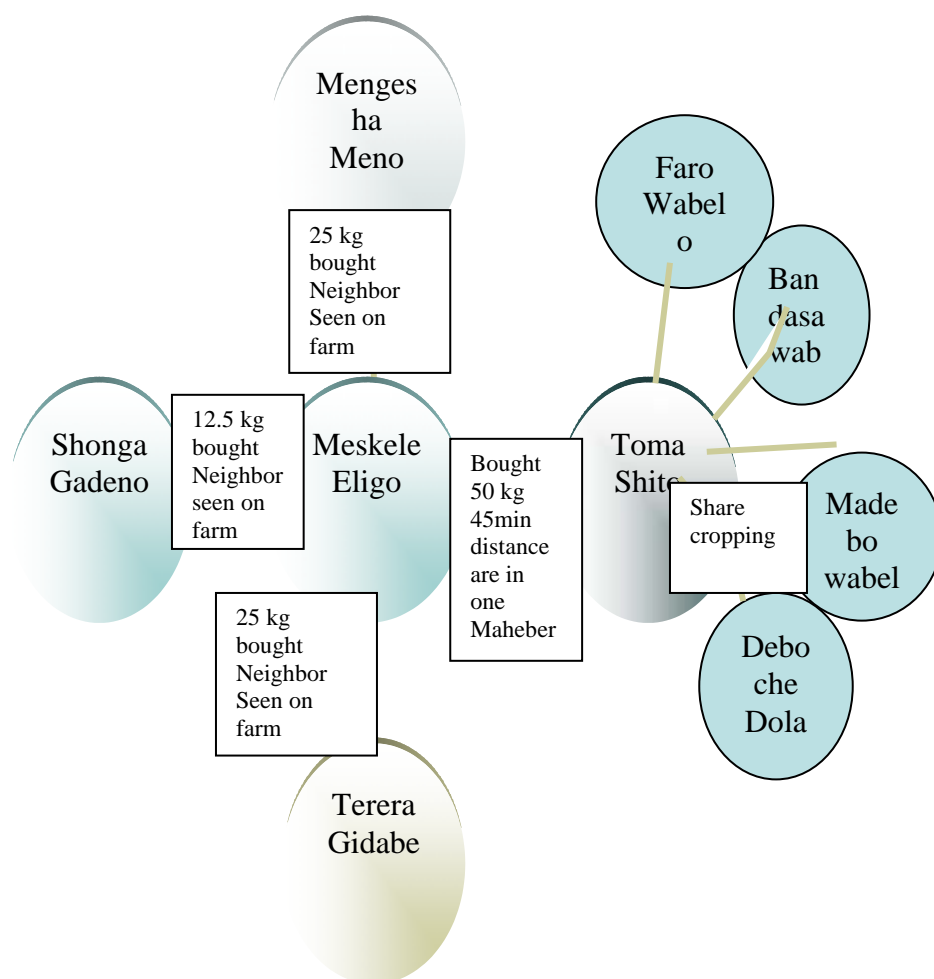 Menges
ha
Meno
25 kg
bought
Neighbor
Seen on
farm
Faro
Wabel
o
Ban
dasa
wab
Shonga
Gadeno
12.5 kg
bought
Neighbor
seen on
farm
Meskele
Eligo
Bought
50 kg
45min
distance
are in
one
Maheber
Toma
Shito
Share
cropping
Made
bo
wabel
25 kg
bought
Neighbor
Seen on
farm
Debo
che
Dola
Terera
Gidabe